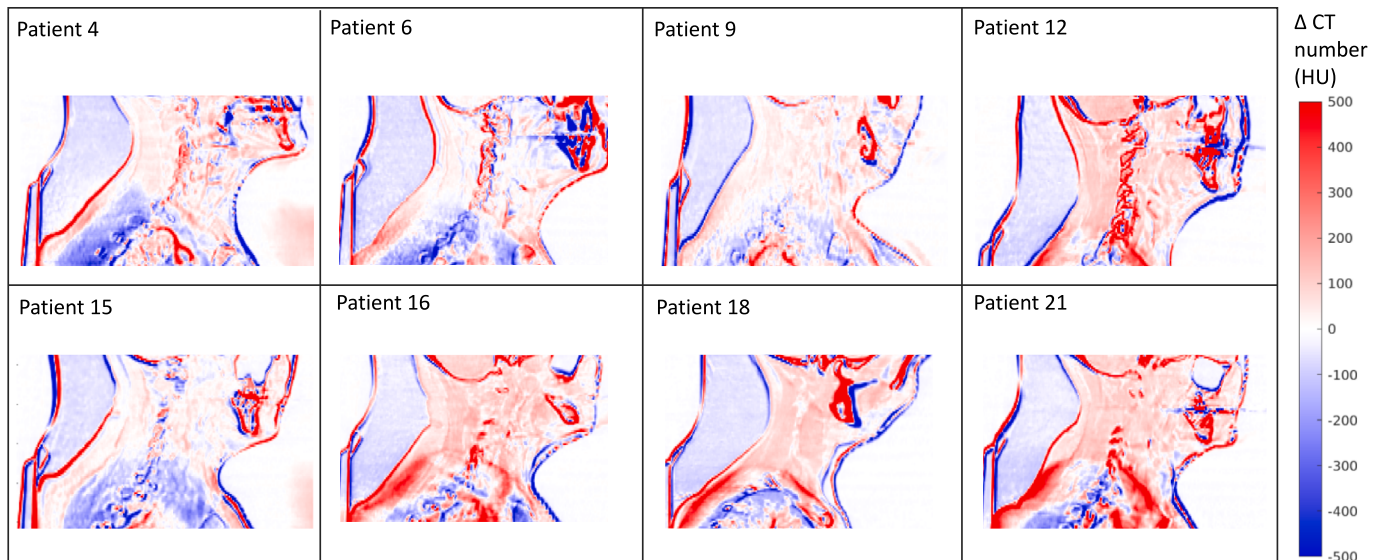 Patient 4
Patient 6
Patient 9
Patient 12
Δ CT
number
(HU)
500
400
300
200
100
0
-100
-200
-300
-400
-500
Patient 15
Patient 16
Patient 18
Patient 21